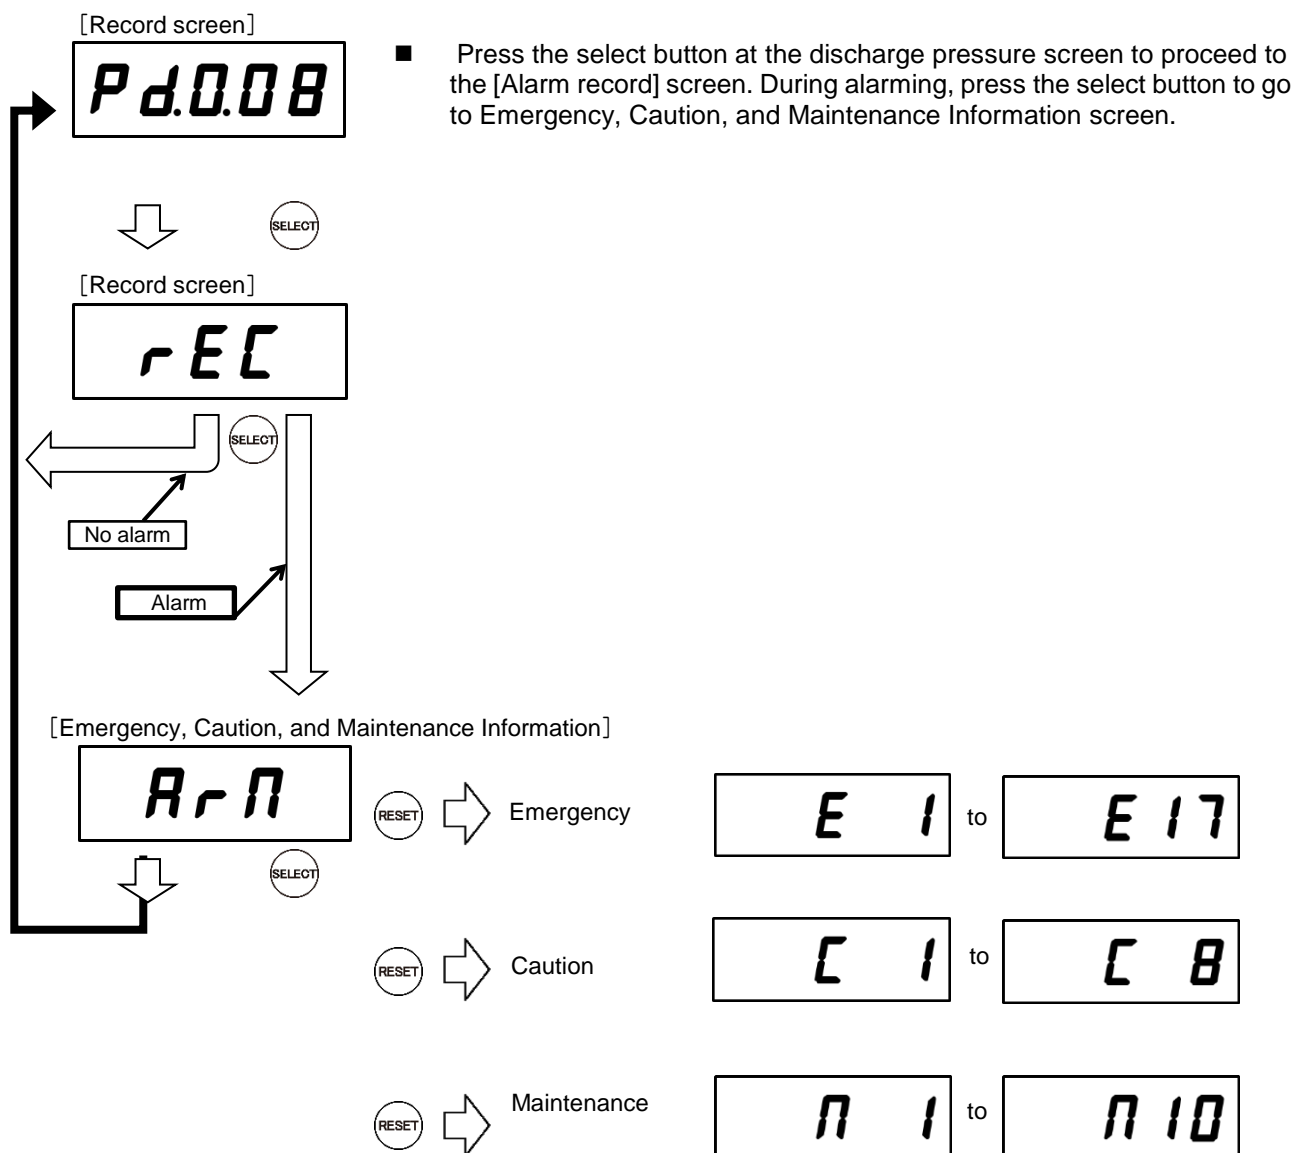 [Record screen]
Pd.0.08
■ Press the select button at the discharge pressure screen to proceed to
the [Alarm record] screen. During alarming, press the select button to go
to Emergency, Caution, and Maintenance Information screen.
SELECT
[Record screen]
rEC
SELECT
No alarm
Alarm
[Emergency, Caution, and Maintenance Information]
ArM
RESET Emergency E 1 to E17
SELECT
RESET Caution C 1 to C 8
RESET Maintenance M 1 to M10